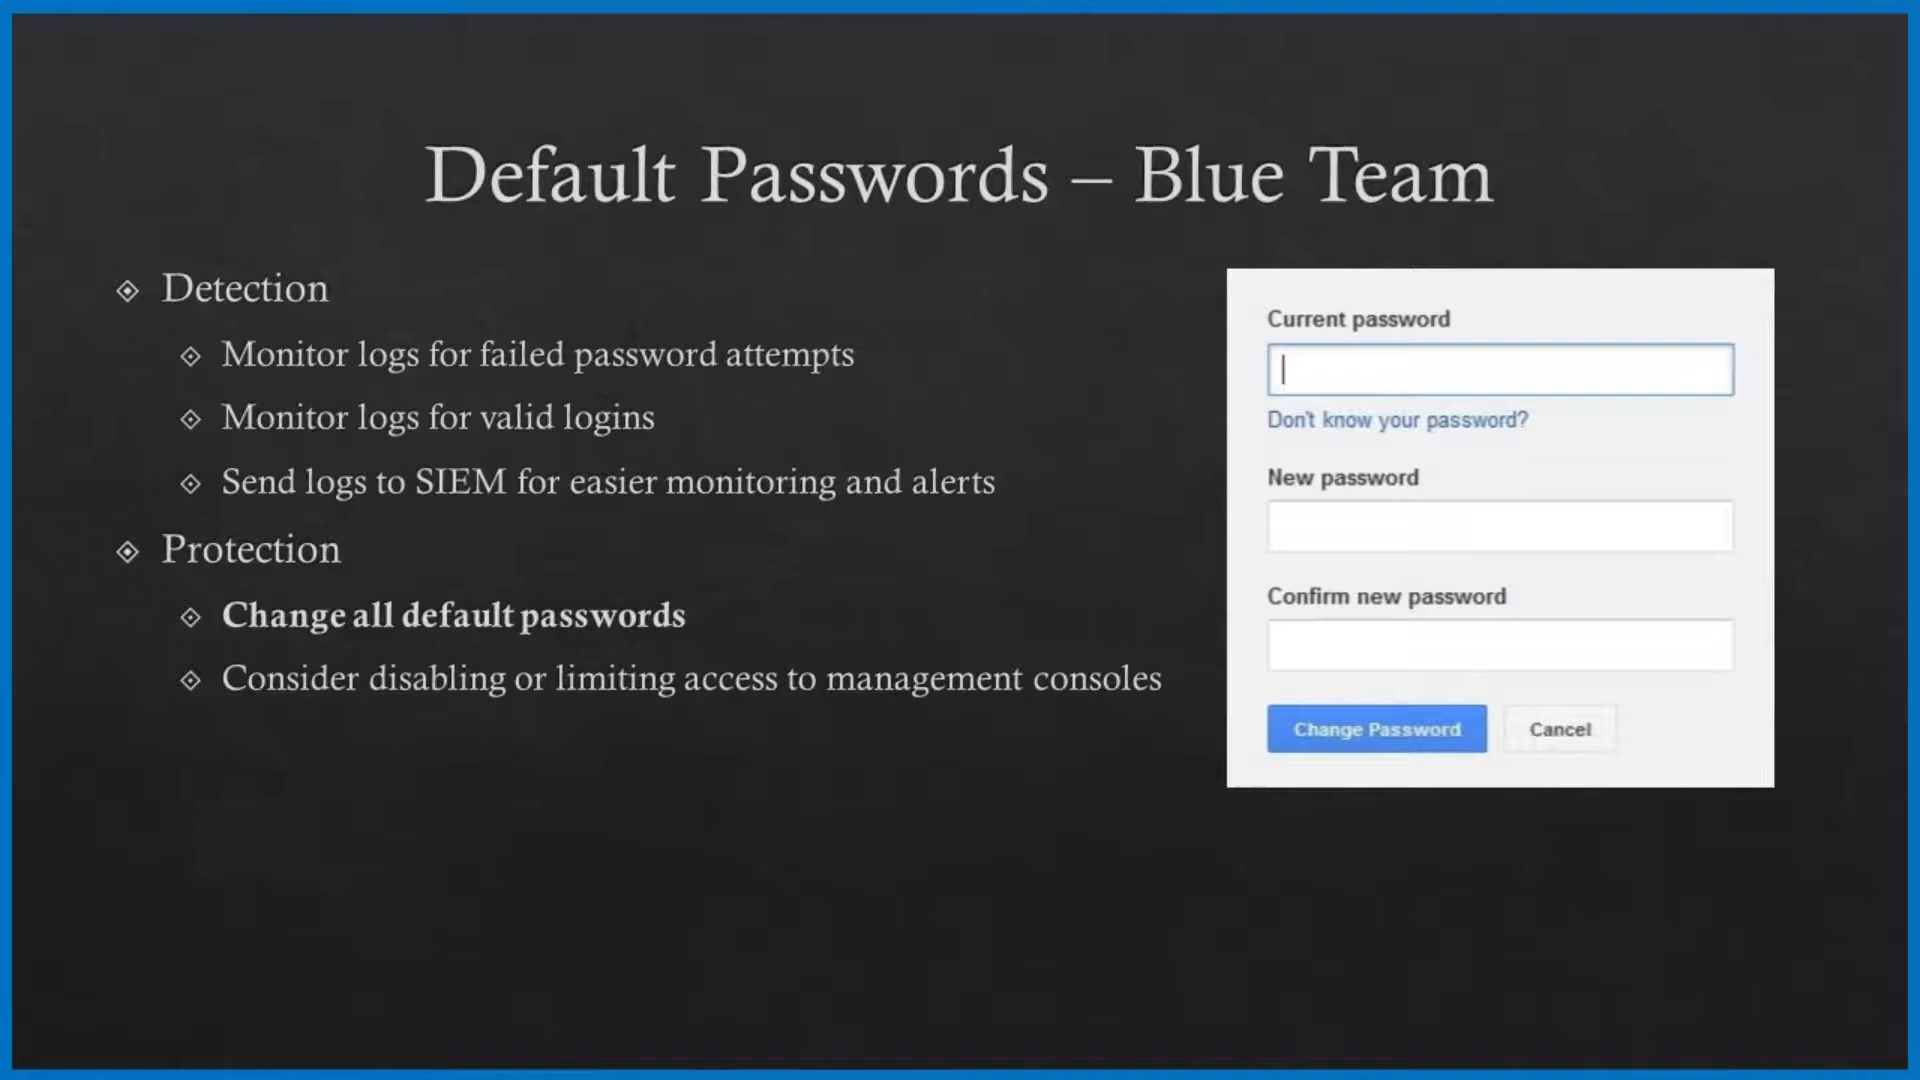 Default Passwords – Blue Team
Detection
Monitor logs for failed password attempts
Monitor logs for valid logins
Send logs to SIEM for easier monitoring and alerts
Protection
Change all default passwords
Consider disabling or limiting access to management consoles
Current password
Don't know your password?
New password
Confirm new password
Change Password Cancel